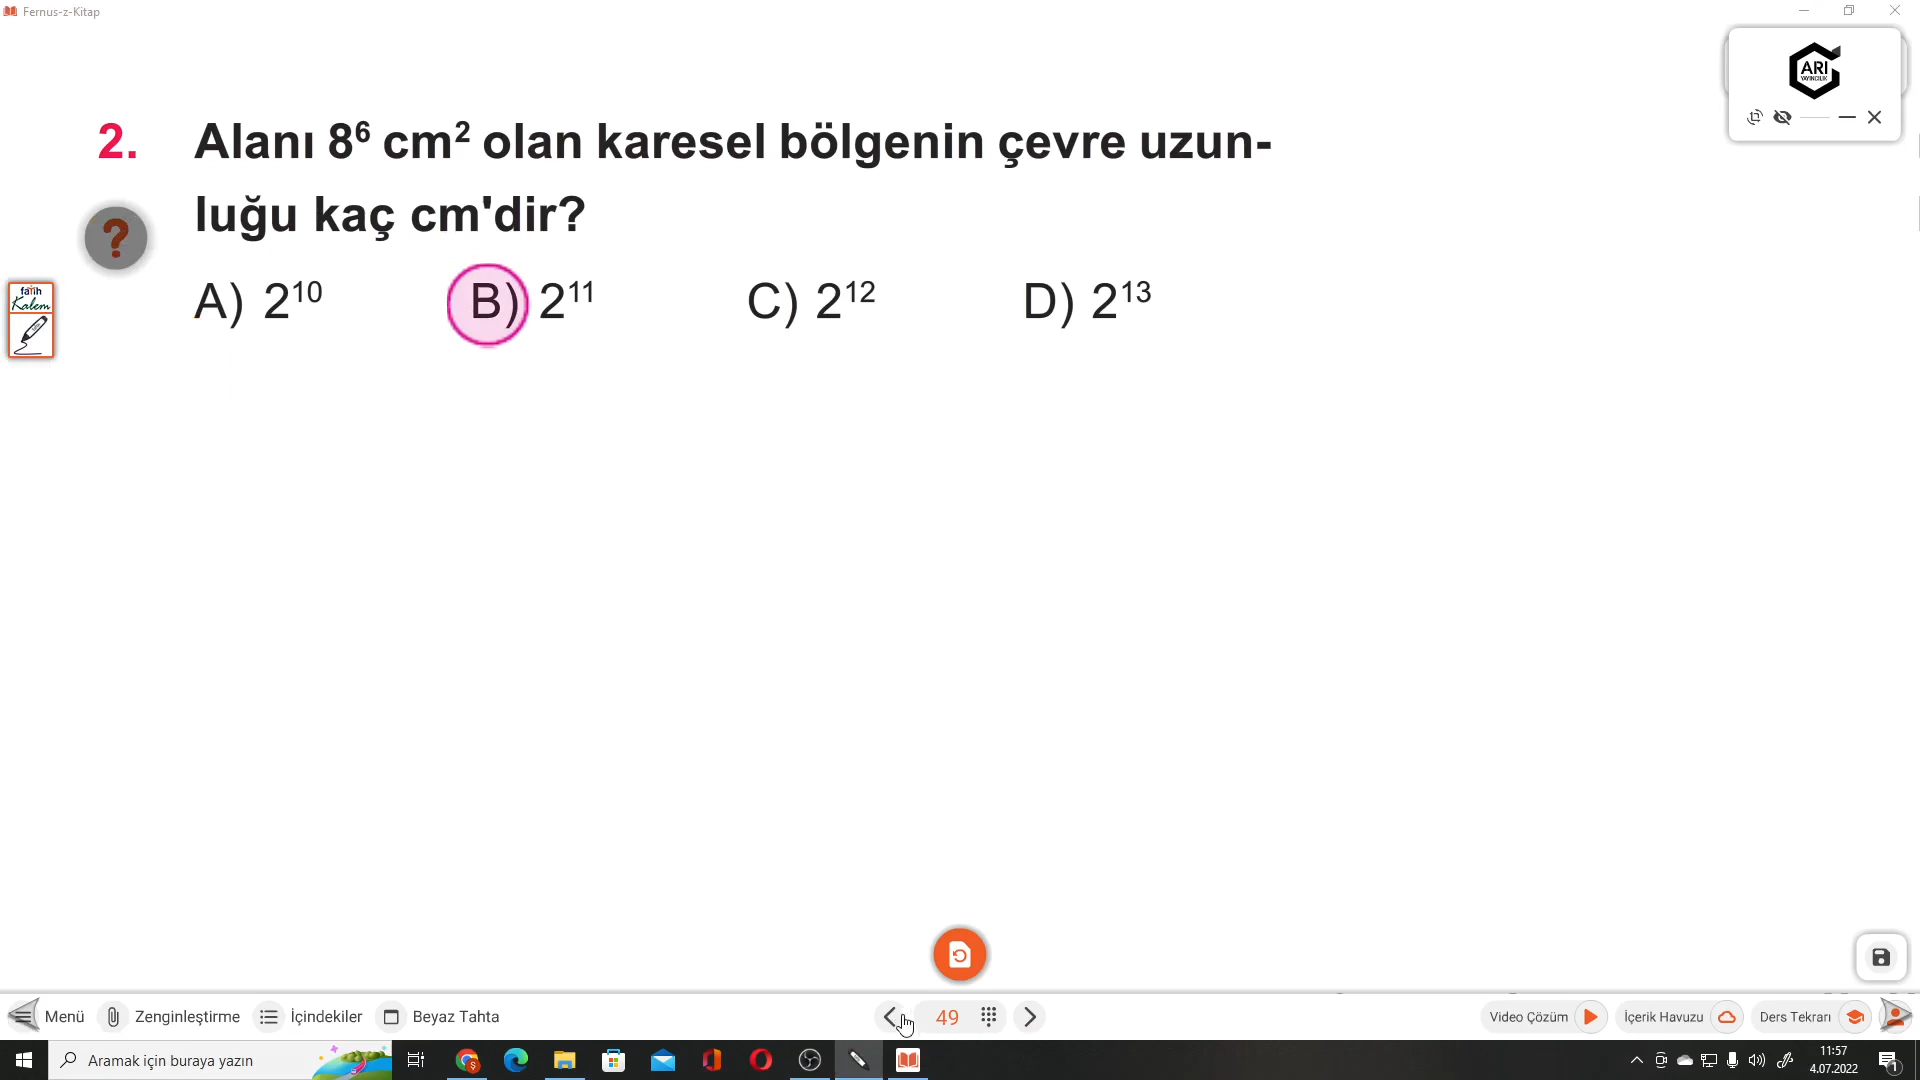 Fernus-z-Kitap
ARI
YAYINCILIK
2. Alanı 8⁶ cm² olan karesel bölgenin çevre uzun-
luğu kaç cm'dir?
?
fatih
Kalem
A) 2¹⁰ B) 2¹¹ C) 2¹² D) 2¹³
Menü Zenginleştirme İçindekiler Beyaz Tahta 49 Video Çözüm İçerik Havuzu Ders Tekrarı
Aramak için buraya yazın
11:57
4.07.2022
1